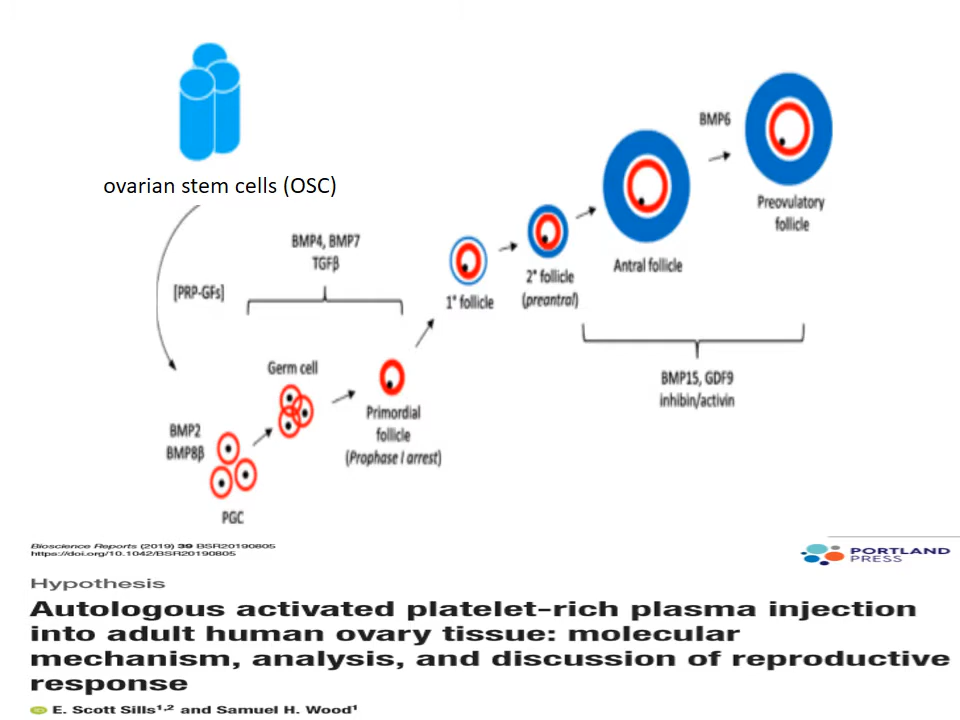 ovarian stem cells (OSC)
[PRP-GFs]
BMP4, BMP7
TGFβ
BMP2
BMP8β
PGC
Germ cell
Primordial
follicle
(Prophase I arrest)
1° follicle
2° follicle
(preantral)
Antral follicle
BMP6
Preovulatory
follicle
BMP15, GDF9
inhibin/activin
Bioscience Reports (2019) 39 BSR20190805
https://doi.org/10.1042/BSR20190805
PORTLAND
PRESS
Hypothesis
Autologous activated platelet-rich plasma injection
into adult human ovary tissue: molecular
mechanism, analysis, and discussion of reproductive
response
iD E. Scott Sills1,2 and Samuel H. Wood1